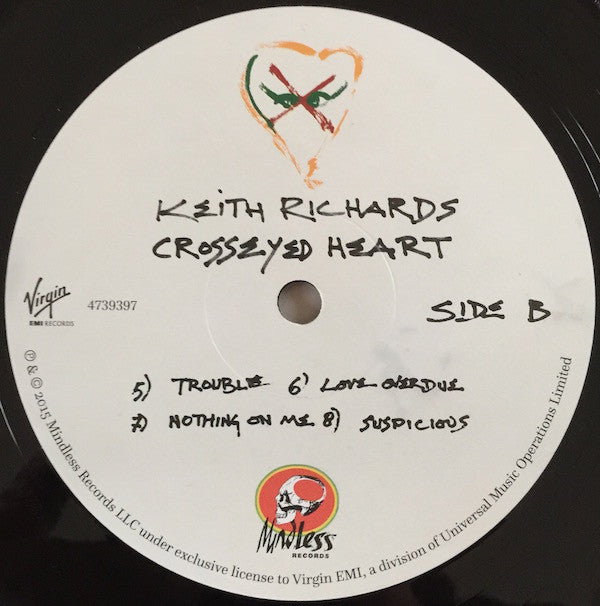 KEITH RICHARDS
CROSSEYED HEART
Virgin
EMI RECORDS
4739397
SIDE B
5) TROUBLE 6) LOVE OVERDUE
7) NOTHING ON ME 8) SUSPICIOUS
Mindless
RECORDS
℗ & © 2015 Mindless Records LLC under exclusive license to Virgin EMI, a division of Universal Music Operations Limited